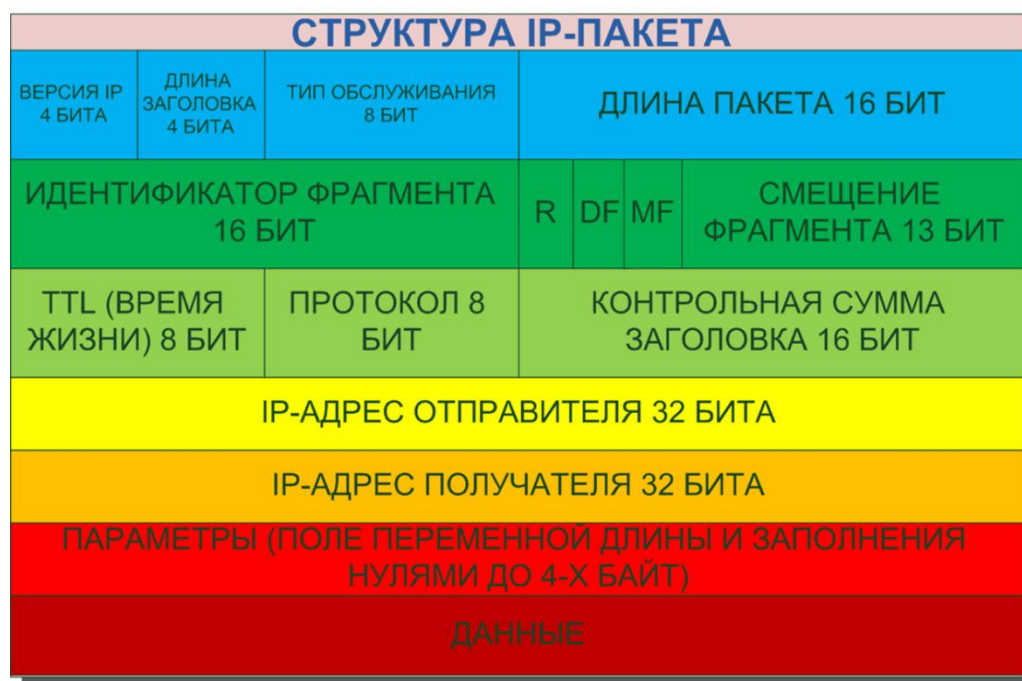 СТРУКТУРА IP-ПАКЕТА
ВЕРСИЯ IP
4 БИТА
ДЛИНА
ЗАГОЛОВКА
4 БИТА
ТИП ОБСЛУЖИВАНИЯ
8 БИТ
ДЛИНА ПАКЕТА 16 БИТ
ИДЕНТИФИКАТОР ФРАГМЕНТА
16 БИТ
R
DF
MF
СМЕЩЕНИЕ
ФРАГМЕНТА 13 БИТ
TTL (ВРЕМЯ
ЖИЗНИ) 8 БИТ
ПРОТОКОЛ 8
БИТ
КОНТРОЛЬНАЯ СУММА
ЗАГОЛОВКА 16 БИТ
IP-АДРЕС ОТПРАВИТЕЛЯ 32 БИТА
IP-АДРЕС ПОЛУЧАТЕЛЯ 32 БИТА
ПАРАМЕТРЫ (ПОЛЕ ПЕРЕМЕННОЙ ДЛИНЫ И ЗАПОЛНЕНИЯ
НУЛЯМИ ДО 4-Х БАЙТ)
ДАННЫЕ